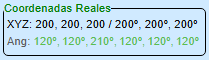 Coordenadas Reales
XYZ: 200, 200, 200 / 200º, 200º, 200º
Ang: 120º, 120º, 210º, 120º, 120º, 120º